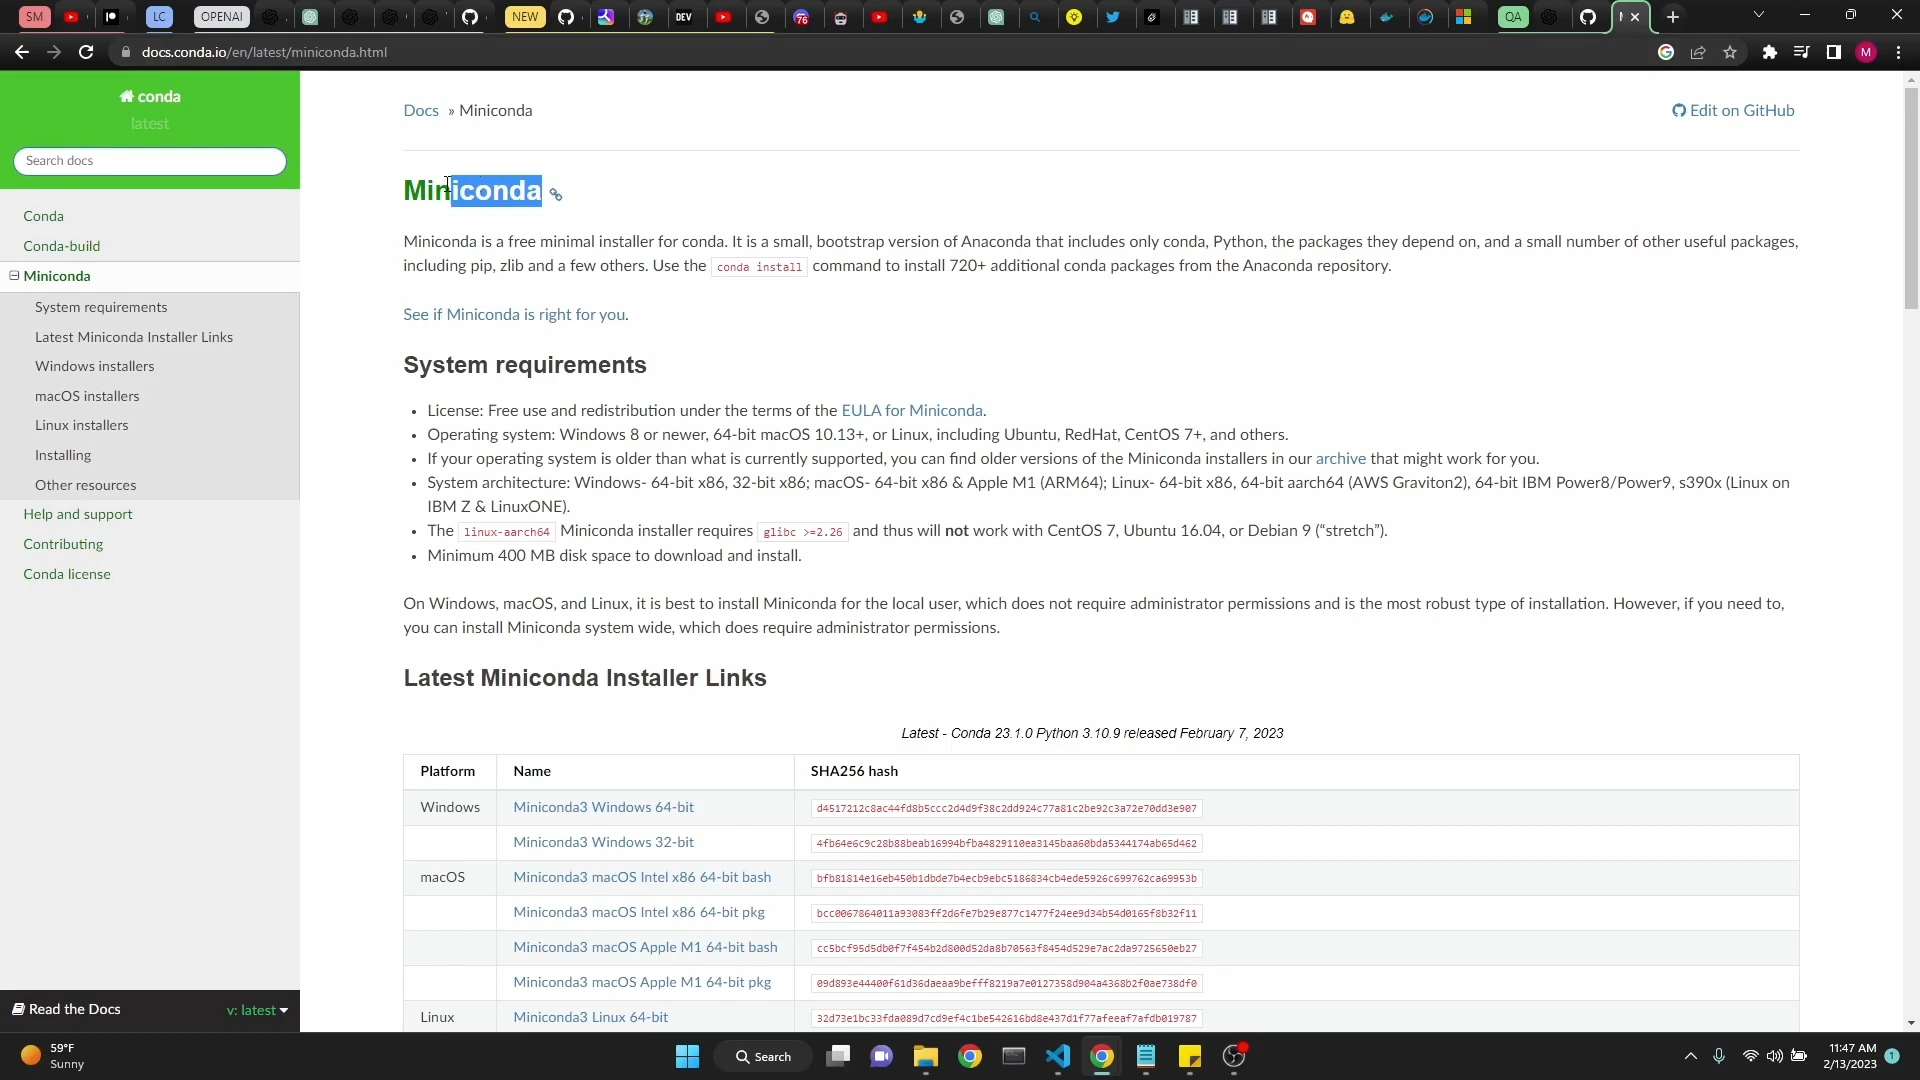 SM
LC
OPENAI
NEW
DEV
76
QA
docs.conda.io/en/latest/miniconda.html
M
conda
latest
Search docs
Conda
Conda-build
Miniconda
System requirements
Latest Miniconda Installer Links
Windows installers
macOS installers
Linux installers
Installing
Other resources
Help and support
Contributing
Conda license
Read the Docs
v: latest
Docs » Miniconda
Edit on GitHub
Miniconda
Miniconda is a free minimal installer for conda. It is a small, bootstrap version of Anaconda that includes only conda, Python, the packages they depend on, and a small number of other useful packages,
including pip, zlib and a few others. Use the conda install command to install 720+ additional conda packages from the Anaconda repository.
See if Miniconda is right for you.
System requirements
• License: Free use and redistribution under the terms of the EULA for Miniconda.
• Operating system: Windows 8 or newer, 64-bit macOS 10.13+, or Linux, including Ubuntu, RedHat, CentOS 7+, and others.
• If your operating system is older than what is currently supported, you can find older versions of the Miniconda installers in our archive that might work for you.
• System architecture: Windows- 64-bit x86, 32-bit x86; macOS- 64-bit x86 & Apple M1 (ARM64); Linux- 64-bit x86, 64-bit aarch64 (AWS Graviton2), 64-bit IBM Power8/Power9, s390x (Linux on
IBM Z & LinuxONE).
• The linux-aarch64 Miniconda installer requires glibc >=2.26 and thus will not work with CentOS 7, Ubuntu 16.04, or Debian 9 (“stretch”).
• Minimum 400 MB disk space to download and install.
On Windows, macOS, and Linux, it is best to install Miniconda for the local user, which does not require administrator permissions and is the most robust type of installation. However, if you need to,
you can install Miniconda system wide, which does require administrator permissions.
Latest Miniconda Installer Links
Latest - Conda 23.1.0 Python 3.10.9 released February 7, 2023
Platform Name SHA256 hash
Windows Miniconda3 Windows 64-bit d4517212c8ac44fd8b5ccc2d4d9f38c2dd924c77a81c2be92c3a72e70dd3e907
Miniconda3 Windows 32-bit 4fb64e6c9c28b88beab16994bfba4829110ea3145baa60bda5344174ab65d462
macOS Miniconda3 macOS Intel x86 64-bit bash bfb81814e16eb450b1dbde7b4ecb9ebc5186834cb4ede5926c699762ca69953b
Miniconda3 macOS Intel x86 64-bit pkg bcc0067864011a93083ff2d6fe7b29e877c1477f24ee9d34b54d0165f8b32f11
Miniconda3 macOS Apple M1 64-bit bash cc5bcf95d5db0f7f454b2d800d52da8b70563f8454d529e7ac2da9725650eb27
Miniconda3 macOS Apple M1 64-bit pkg 09d893e44400f61d36daeaa9befff8219a7e0127358d904a4368b2f0ae738df0
Linux Miniconda3 Linux 64-bit 32d73e1bc33fda089d7cd9ef4c1be542616bd8e437d1f77afeeaf7afdb019787
59°F
Sunny
Search
11:47 AM
2/13/2023
1